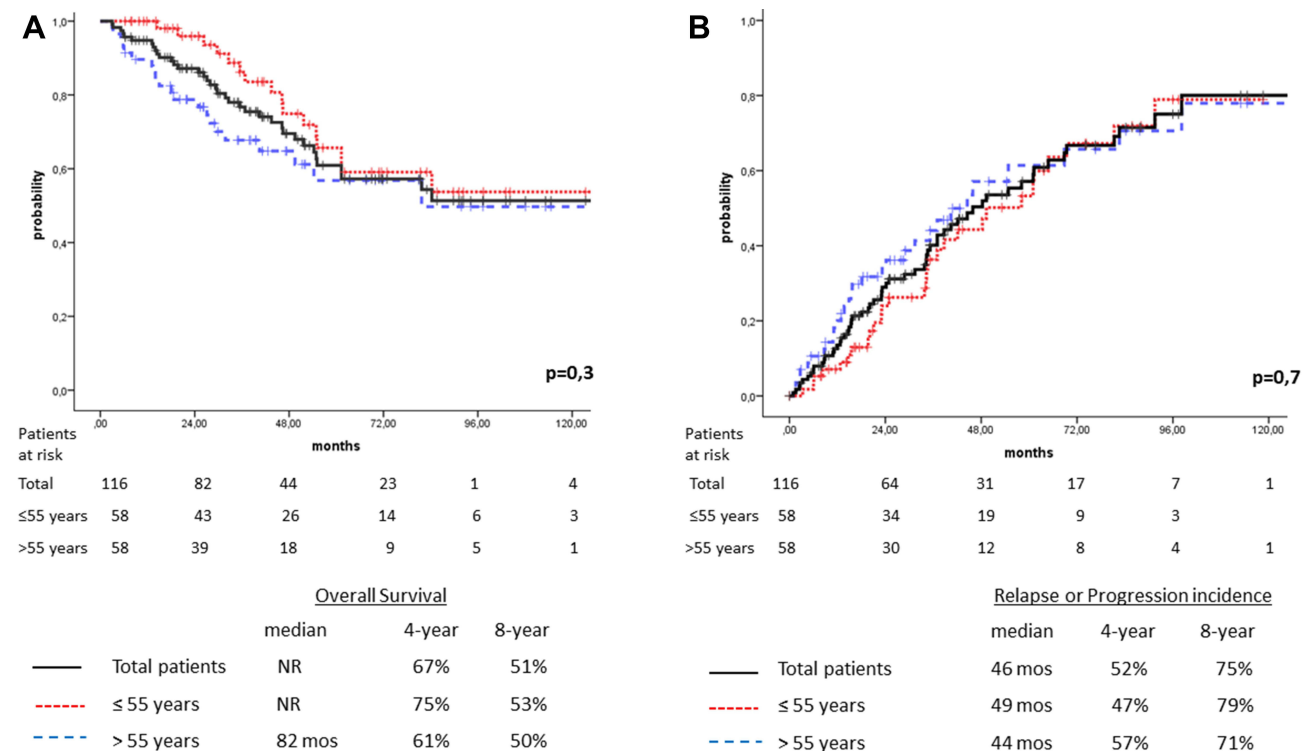 A
1,0
0,8
0,6
0,4
0,2
0,0
probability
p=0,3
,00 24,00 48,00 72,00 96,00 120,00
months
Patients
at risk
Total 116 82 44 23 1 4
≤55 years 58 43 26 14 6 3
>55 years 58 39 18 9 5 1
Overall Survival
median 4-year 8-year
Total patients NR 67% 51%
≤ 55 years NR 75% 53%
> 55 years 82 mos 61% 50%
B
1,0
0,8
0,6
0,4
0,2
0,0
probability
p=0,7
,00 24,00 48,00 72,00 96,00 120,00
months
Patients
at risk
Total 116 64 31 17 7 1
≤55 years 58 34 19 9 3
>55 years 58 30 12 8 4 1
Relapse or Progression incidence
median 4-year 8-year
Total patients 46 mos 52% 75%
≤ 55 years 49 mos 47% 79%
> 55 years 44 mos 57% 71%